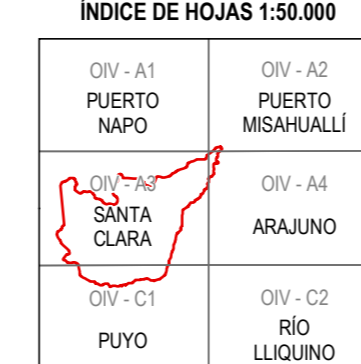 ÍNDICE DE HOJAS 1:50.000
OIV - A1
PUERTO
NAPO
OIV - A2
PUERTO
MISAHUALLÍ
OIV - A3
SANTA
CLARA
OIV - A4
ARAJUNO
OIV - C1
PUYO
OIV - C2
RÍO
LLIQUINO